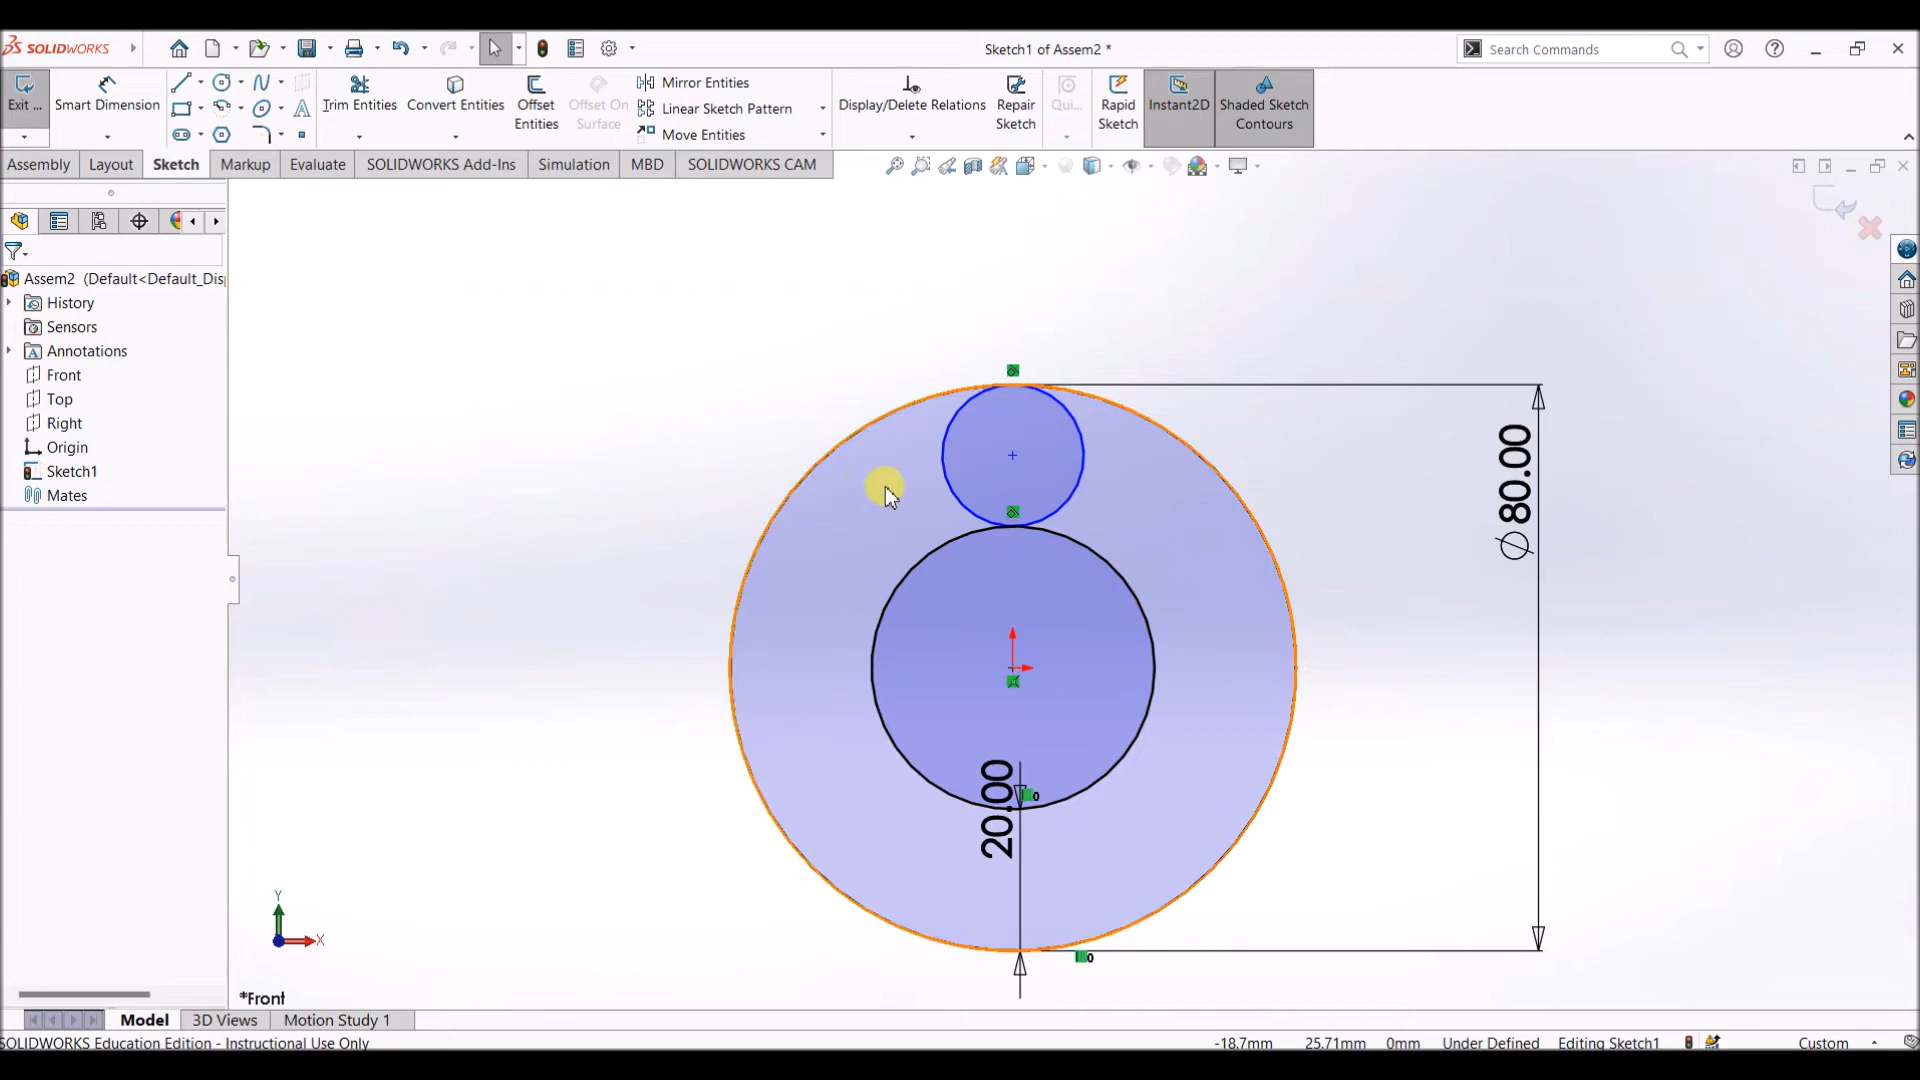 SOLIDWORKS
Sketch1 of Assem2 *
Search Commands
Exit ...
Smart Dimension
Trim Entities
Convert Entities
Offset
Entities
Offset On
Surface
Mirror Entities
Linear Sketch Pattern
Move Entities
Display/Delete Relations
Repair
Sketch
Qui...
Rapid
Sketch
Instant2D
Shaded Sketch
Contours
Assembly
Layout
Sketch
Markup
Evaluate
SOLIDWORKS Add-Ins
Simulation
MBD
SOLIDWORKS CAM
Assem2 (Default<Default_Dis
History
Sensors
Annotations
Front
Top
Right
Origin
Sketch1
Mates
⌀ 80.00
20.00
Y
X
*Front
Model
3D Views
Motion Study 1
SOLIDWORKS Education Edition - Instructional Use Only
-18.7mm
25.71mm
0mm
Under Defined
Editing Sketch1
Custom